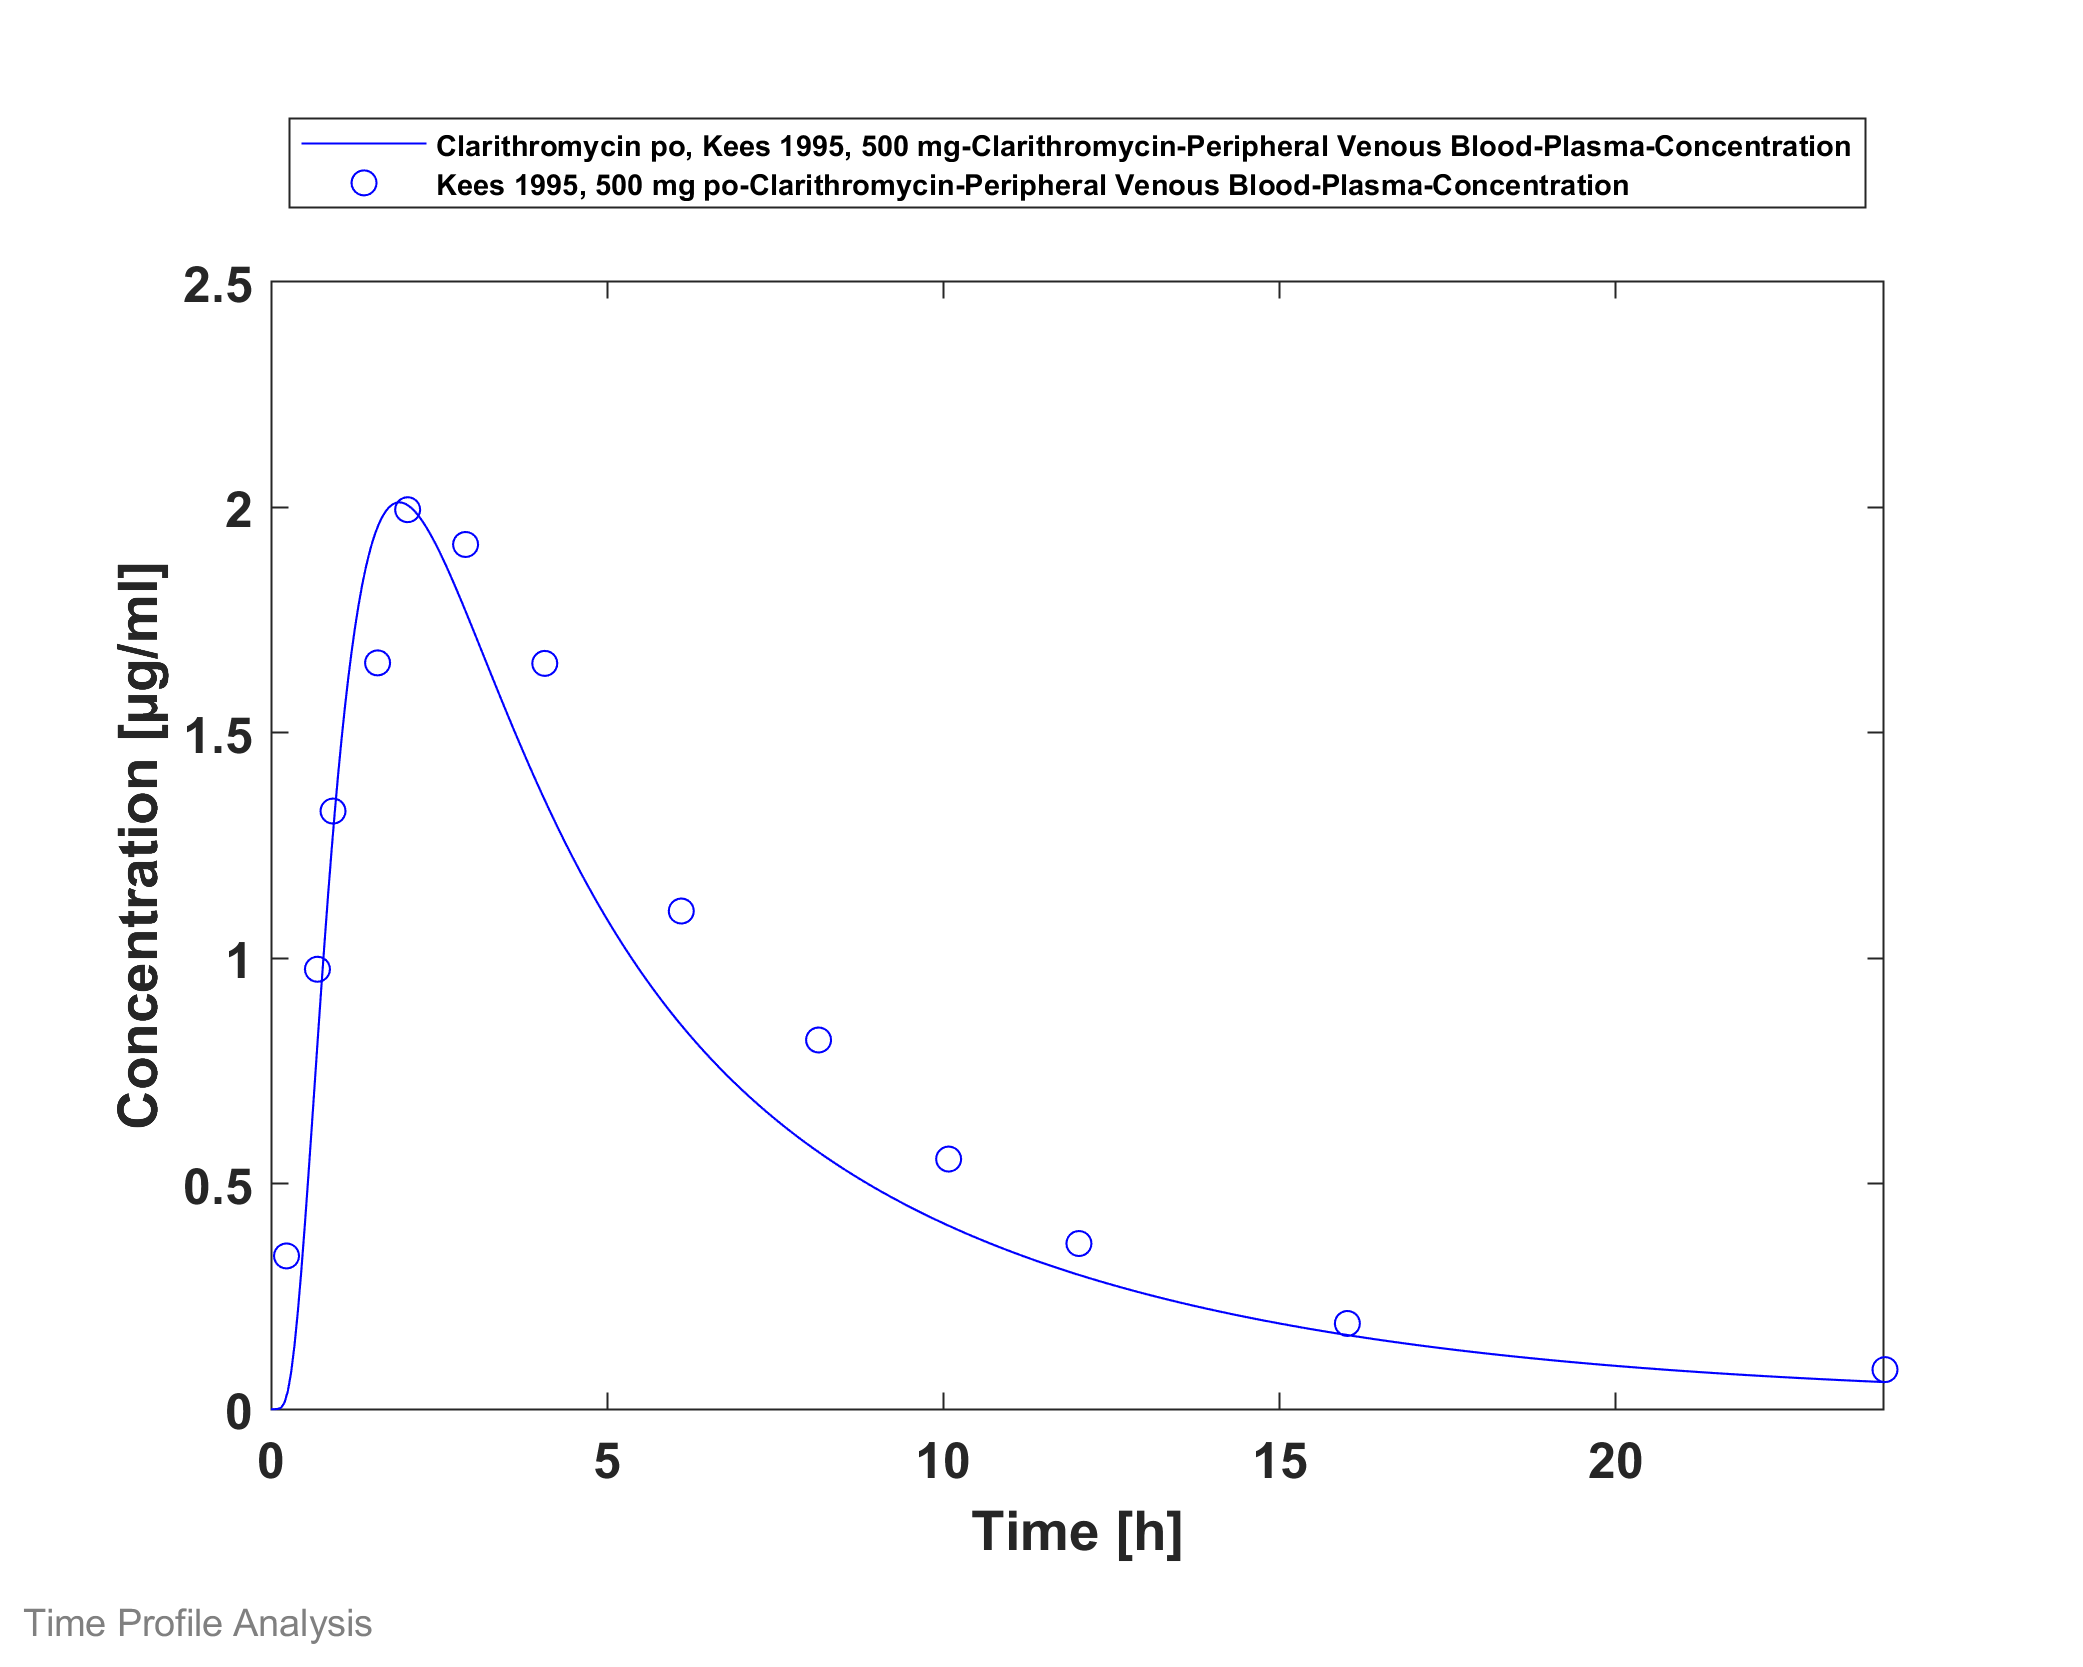 Clarithromycin po, Kees 1995, 500 mg-Clarithromycin-Peripheral Venous Blood-Plasma-Concentration
Kees 1995, 500 mg po-Clarithromycin-Peripheral Venous Blood-Plasma-Concentration
2.5
2
1.5
1
0.5
0
Concentration [µg/ml]
0 5 10 15 20
Time [h]
Time Profile Analysis